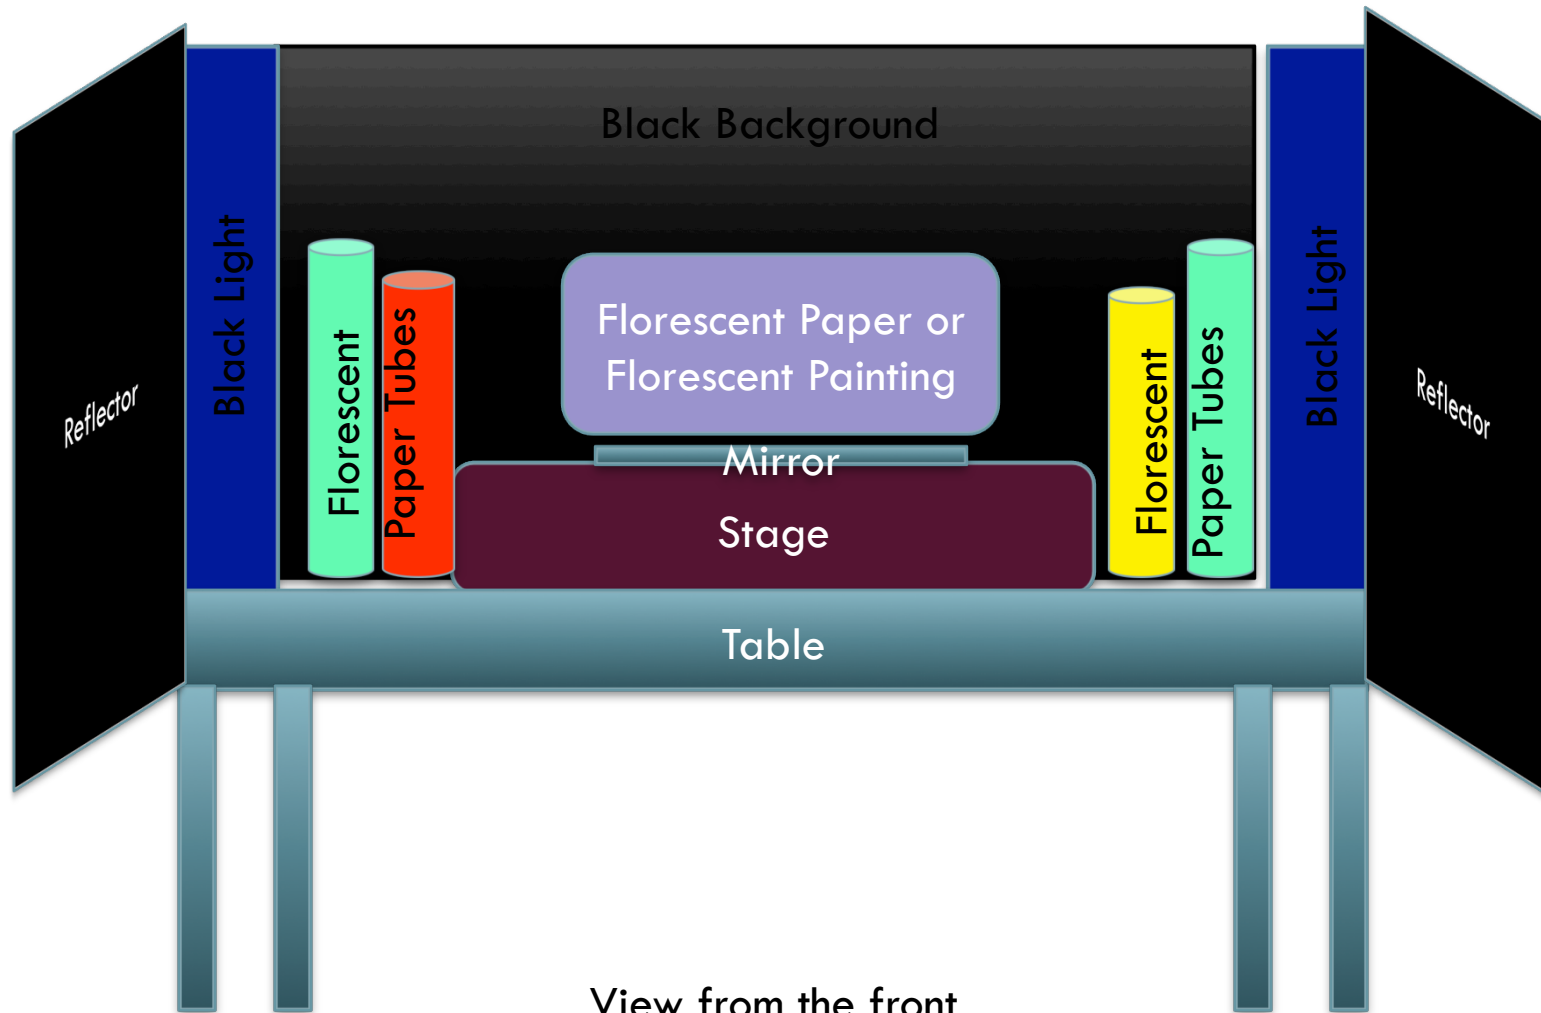 Black Background
Reflector
Black Light
Florescent
Paper Tubes
Florescent Paper or
Florescent Painting
Mirror
Stage
Florescent
Paper Tubes
Black Light
Reflector
Table
View from the front